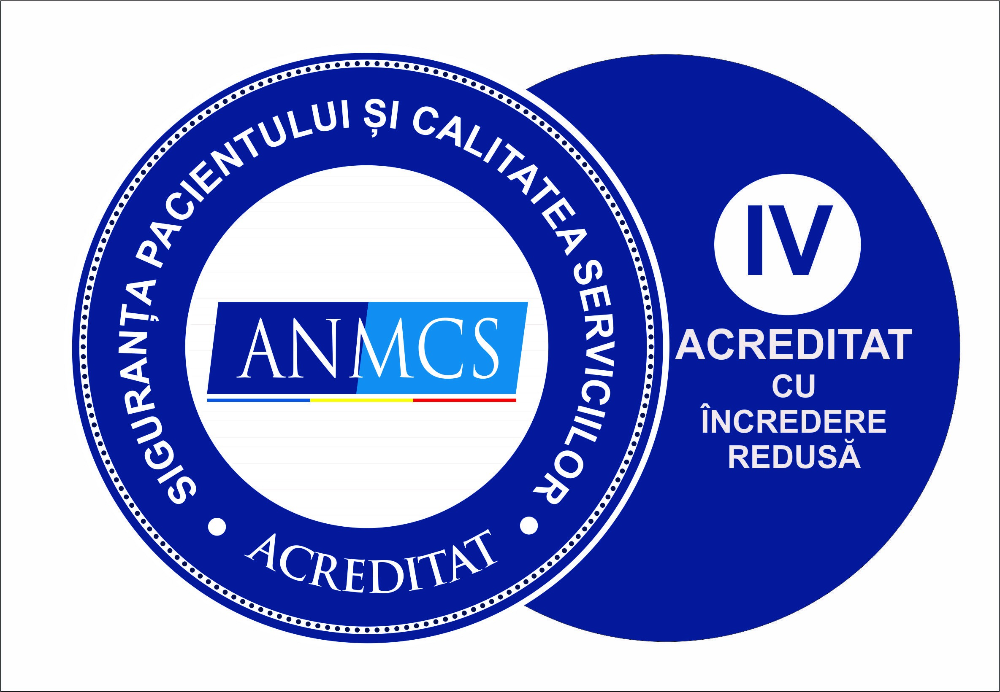 SIGURANȚA PACIENTULUI ȘI CALITATEA SERVICIILOR
ANMCS
ACREDITAT
IV
ACREDITAT
CU
ÎNCREDERE
REDUSĂ